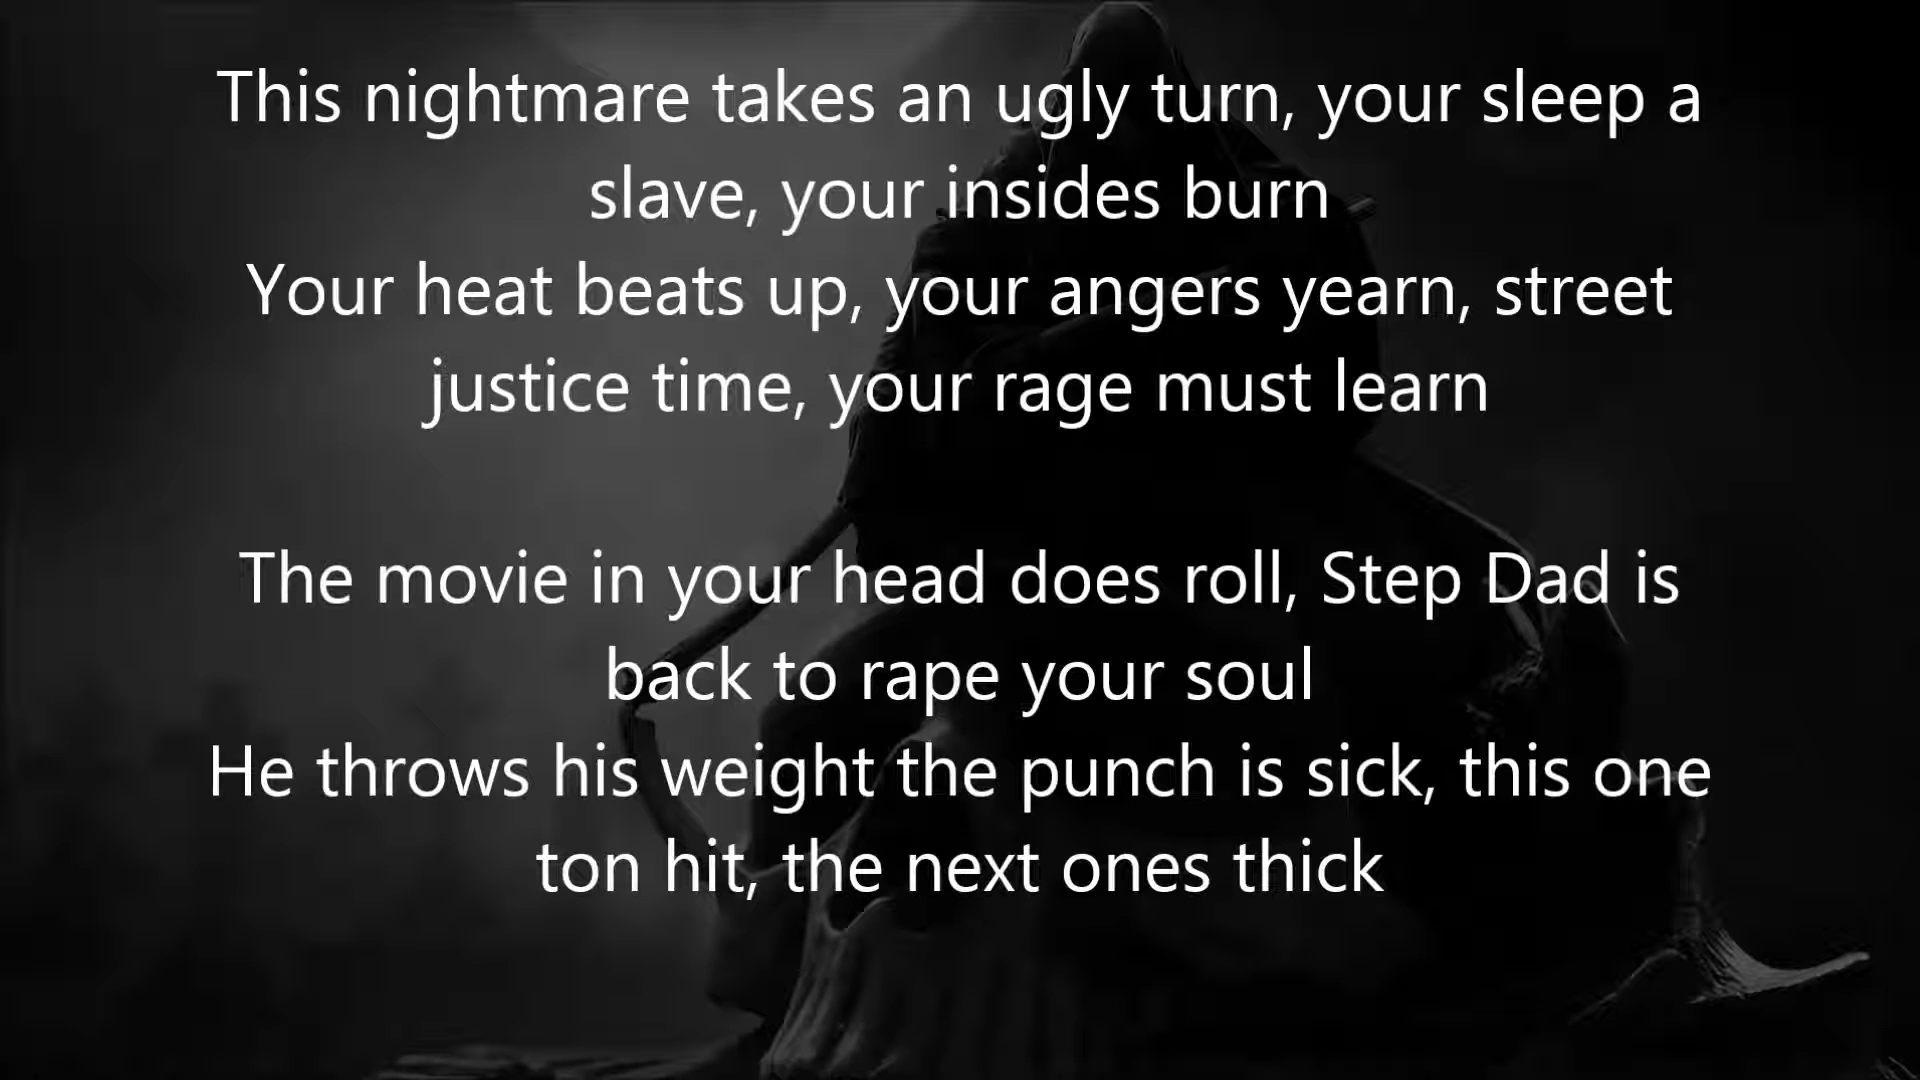 This nightmare takes an ugly turn, your sleep a
slave, your insides burn
Your heat beats up, your angers yearn, street
justice time, your rage must learn
The movie in your head does roll, Step Dad is
back to rape your soul
He throws his weight the punch is sick, this one
ton hit, the next ones thick